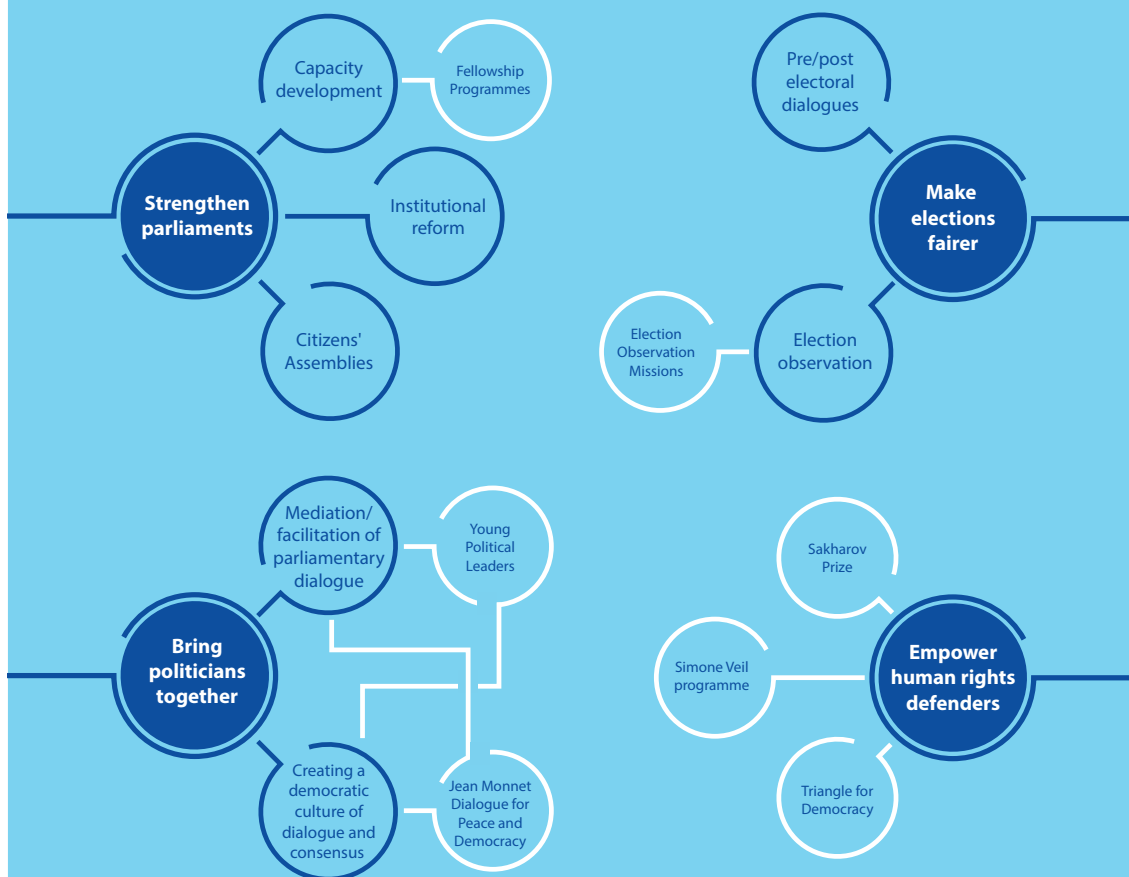 Capacity
development
Fellowship
Programmes
Strengthen
parliaments
Institutional
reform
Citizens'
Assemblies
Pre/post
electoral
dialogues
Make
elections
fairer
Election
Observation
Missions
Election
observation
Mediation/
facilitation of
parliamentary
dialogue
Young
Political
Leaders
Bring
politicians
together
Creating a
democratic
culture of
dialogue and
consensus
Jean Monnet
Dialogue for
Peace and
Democracy
Sakharov
Prize
Simone Veil
programme
Empower
human rights
defenders
Triangle for
Democracy